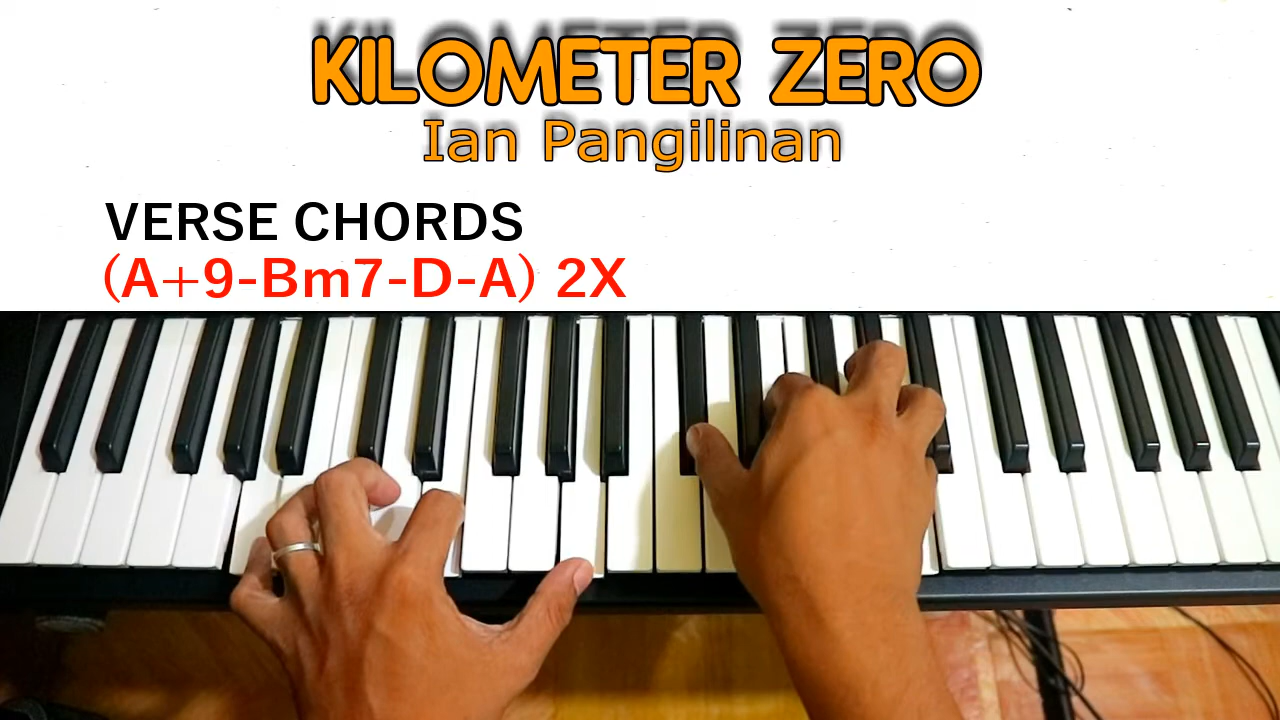 KILOMETER ZERO
Ian Pangilinan
VERSE CHORDS
(A+9-Bm7-D-A) 2X